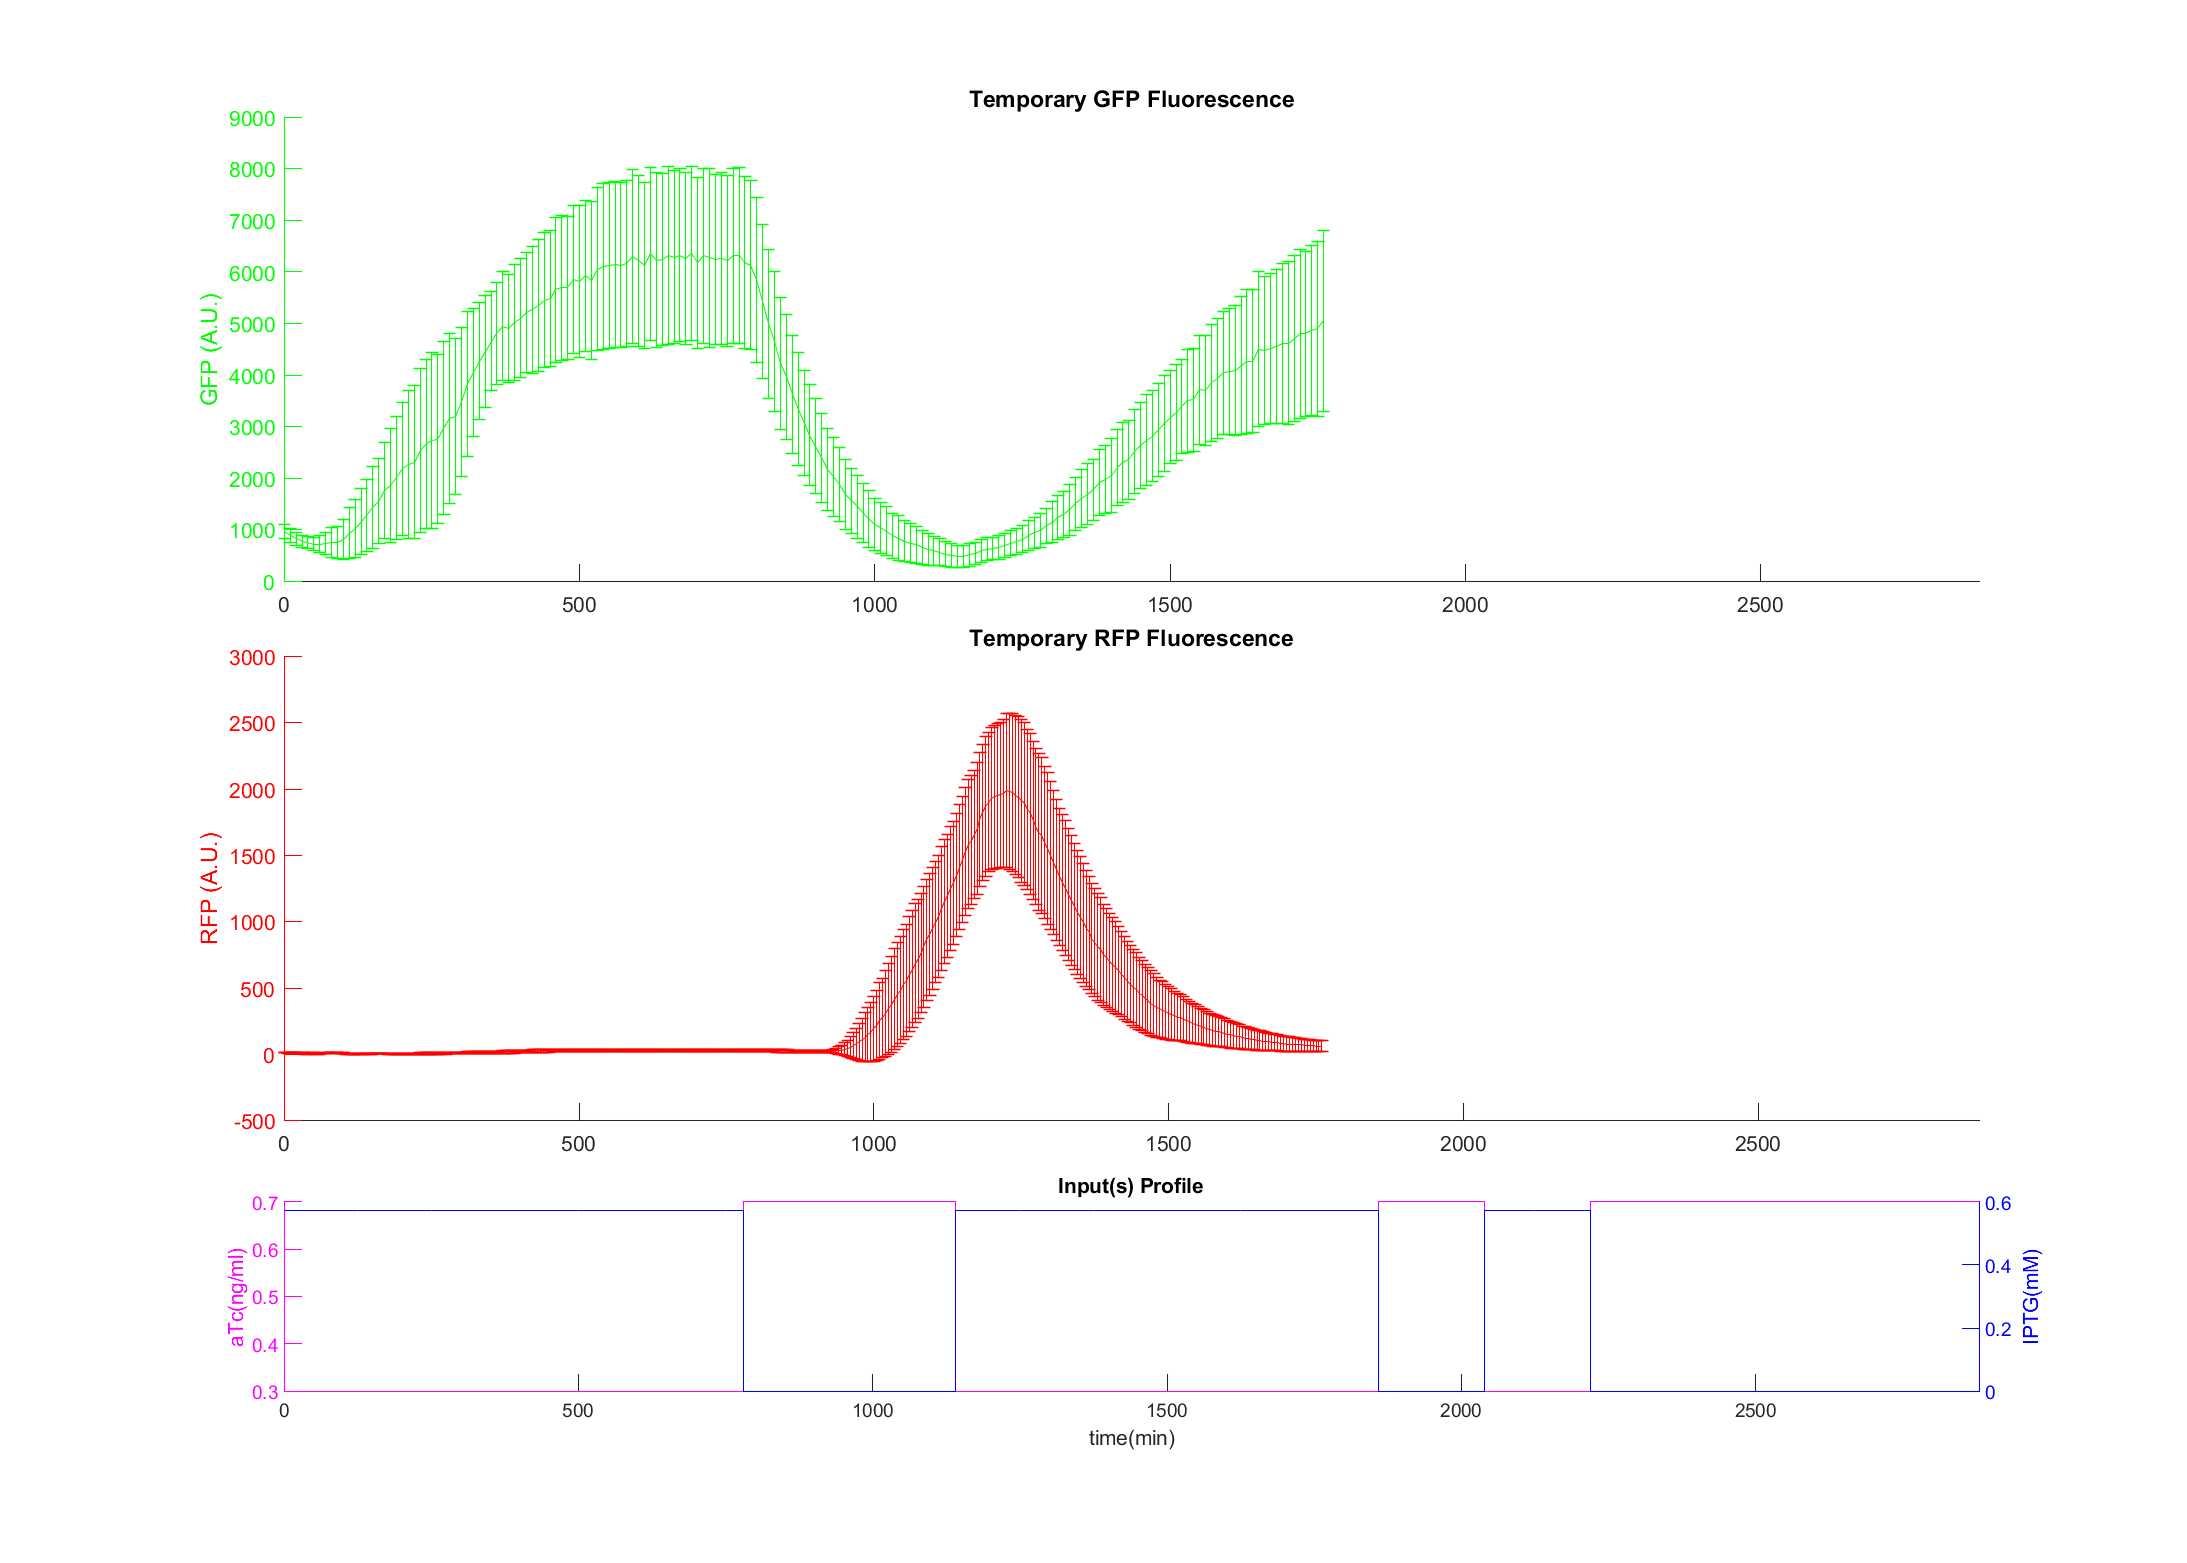 Temporary GFP Fluorescence
9000
8000
7000
6000
5000
4000
3000
2000
1000
0
GFP (A.U.)
0 500 1000 1500 2000 2500
Temporary RFP Fluorescence
3000
2500
2000
1500
1000
500
0
-500
RFP (A.U.)
0 500 1000 1500 2000 2500
Input(s) Profile
0.7
0.6
0.5
0.4
0.3
aTc(ng/ml)
0.6
0.4
0.2
0
IPTG(mM)
0 500 1000 1500 2000 2500
time(min)